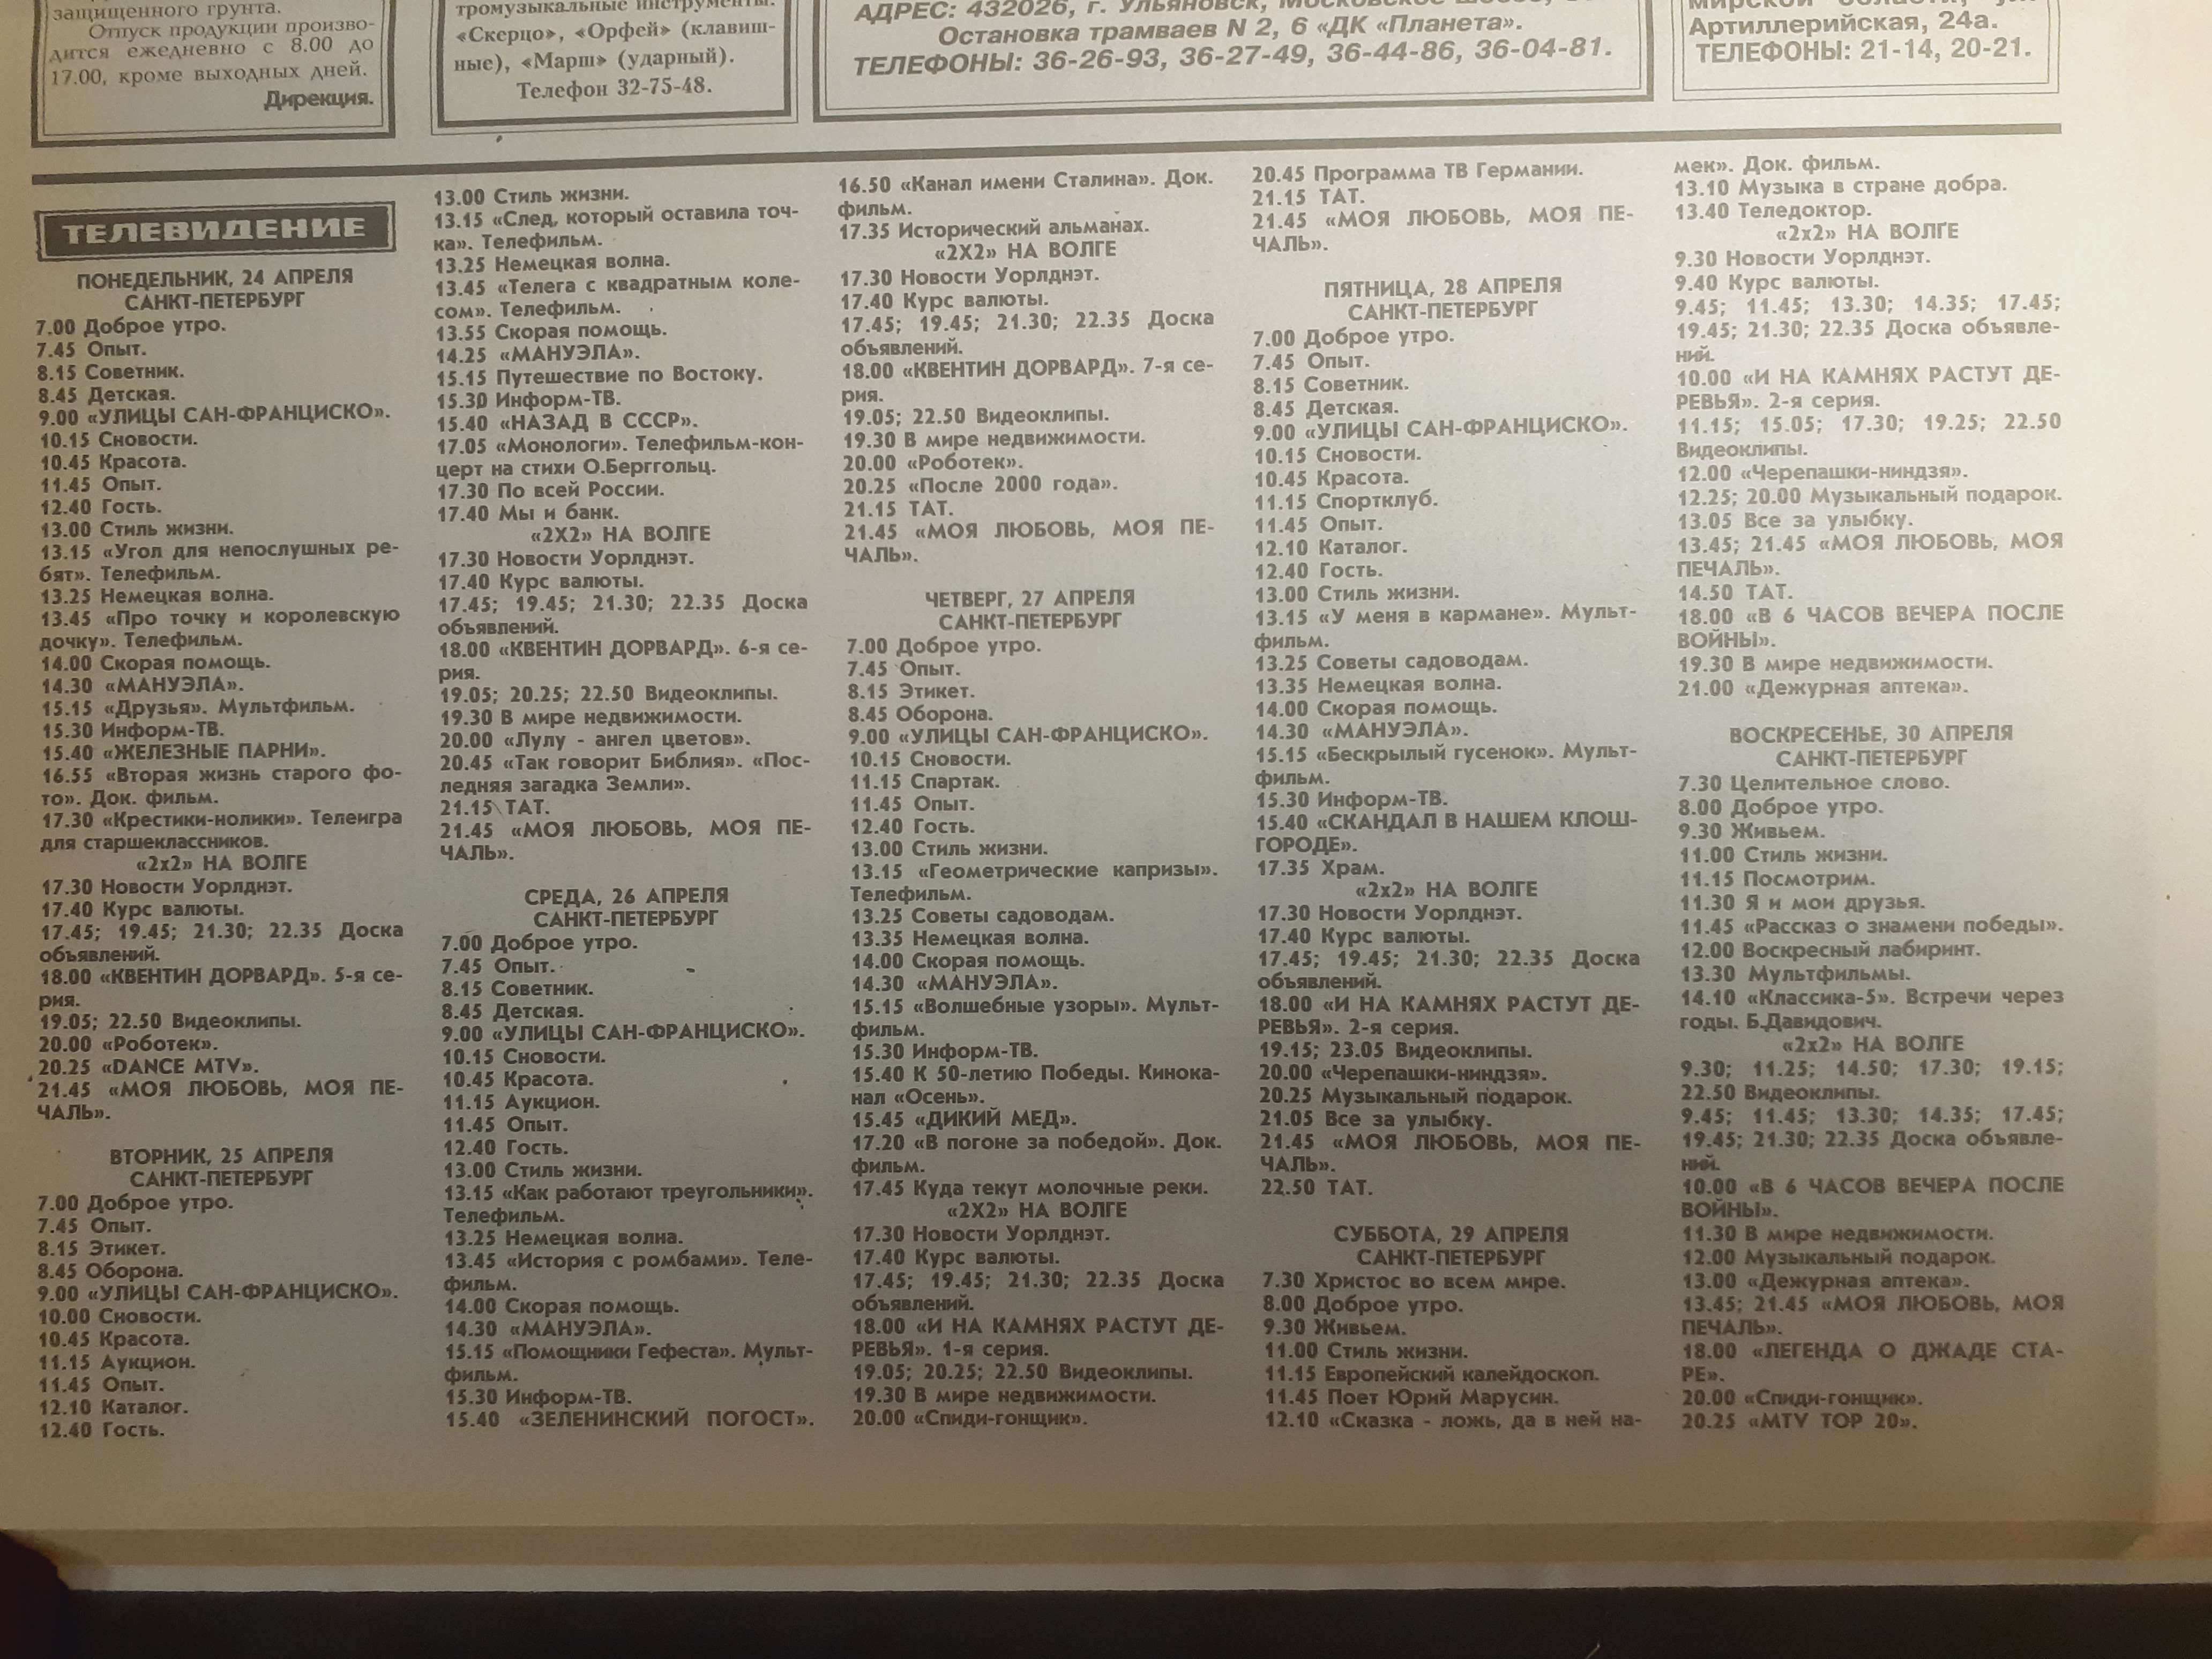 защищенного грунта.
Отпуск продукции произво-
дится ежедневно с 8.00 до
17.00, кроме выходных дней.
Дирекция.
тромузыкальные инструменты:
«Скерцо», «Орфей» (клавиш-
ные), «Марш» (ударный).
Телефон 32-75-48.
АДРЕС: 432026, г. Ульяновск, Московское шоссе,
Остановка трамваев N 2, 6 «ДК «Планета».
ТЕЛЕФОНЫ: 36-26-93, 36-27-49, 36-44-86, 36-04-81.
Артиллерийская, 24а.
ТЕЛЕФОНЫ: 21-14, 20-21.
ТЕЛЕВИДЕНИЕ
ПОНЕДЕЛЬНИК, 24 АПРЕЛЯ
САНКТ-ПЕТЕРБУРГ
7.00 Доброе утро.
7.45 Опыт.
8.15 Советник.
8.45 Детская.
9.00 «УЛИЦЫ САН-ФРАНЦИСКО».
10.15 Сновости.
10.45 Красота.
11.45 Опыт.
12.40 Гость.
13.00 Стиль жизни.
13.15 «Угол для непослушных ре-
бят». Телефильм.
13.25 Немецкая волна.
13.45 «Про точку и королевскую
дочку». Телефильм.
14.00 Скорая помощь.
14.30 «МАНУЭЛА».
15.15 «Друзья». Мультфильм.
15.30 Информ-ТВ.
15.40 «ЖЕЛЕЗНЫЕ ПАРНИ».
16.55 «Вторая жизнь старого фо-
то». Док. фильм.
17.30 «Крестики-нолики». Телеигра
для старшеклассников.
«2х2» НА ВОЛГЕ
17.30 Новости Уорлднэт.
17.40 Курс валюты.
17.45; 19.45; 21.30; 22.35 Доска
объявлений.
18.00 «КВЕНТИН ДОРВАРД». 5-я се-
рия.
19.05; 22.50 Видеоклипы.
20.00 «Роботек».
20.25 «DANCE MTV».
21.45 «МОЯ ЛЮБОВЬ, МОЯ ПЕ-
ЧАЛЬ».
ВТОРНИК, 25 АПРЕЛЯ
САНКТ-ПЕТЕРБУРГ
7.00 Доброе утро.
7.45 Опыт.
8.15 Этикет.
8.45 Оборона.
9.00 «УЛИЦЫ САН-ФРАНЦИСКО».
10.00 Сновости.
10.45 Красота.
11.15 Аукцион.
11.45 Опыт.
12.10 Каталог.
12.40 Гость.
13.00 Стиль жизни.
13.15 «След, который оставила точ-
ка». Телефильм.
13.25 Немецкая волна.
13.45 «Телега с квадратным коле-
сом». Телефильм.
13.55 Скорая помощь.
14.25 «МАНУЭЛА».
15.15 Путешествие по Востоку.
15.30 Информ-ТВ.
15.40 «НАЗАД В СССР».
17.05 «Монологи». Телефильм-кон-
церт на стихи О.Берггольц.
17.30 По всей России.
17.40 Мы и банк.
«2Х2» НА ВОЛГЕ
17.30 Новости Уорлднэт.
17.40 Курс валюты.
17.45; 19.45; 21.30; 22.35 Доска
объявлений.
18.00 «КВЕНТИН ДОРВАРД». 6-я се-
рия.
19.05; 20.25; 22.50 Видеоклипы.
19.30 В мире недвижимости.
20.00 «Лулу - ангел цветов».
20.45 «Так говорит Библия». «Пос-
ледняя загадка Земли».
21.15 ТАТ.
21.45 «МОЯ ЛЮБОВЬ, МОЯ ПЕ-
ЧАЛЬ».
СРЕДА, 26 АПРЕЛЯ
САНКТ-ПЕТЕРБУРГ
7.00 Доброе утро.
7.45 Опыт.
8.15 Советник.
8.45 Детская.
9.00 «УЛИЦЫ САН-ФРАНЦИСКО».
10.15 Сновости.
10.45 Красота.
11.15 Аукцион.
11.45 Опыт.
12.40 Гость.
13.00 Стиль жизни.
13.15 «Как работают треугольники».
Телефильм.
13.25 Немецкая волна.
13.45 «История с ромбами». Теле-
фильм.
14.00 Скорая помощь.
14.30 «МАНУЭЛА».
15.15 «Помощники Гефеста». Мульт-
фильм.
15.30 Информ-ТВ.
15.40 «ЗЕЛЕНИНСКИЙ ПОГОСТ».
16.50 «Канал имени Сталина». Док.
фильм.
17.35 Исторический альманах.
«2Х2» НА ВОЛГЕ
17.30 Новости Уорлднэт.
17.40 Курс валюты.
17.45; 19.45; 21.30; 22.35 Доска
объявлений.
18.00 «КВЕНТИН ДОРВАРД». 7-я се-
рия.
19.05; 22.50 Видеоклипы.
19.30 В мире недвижимости.
20.00 «Роботек».
20.25 «После 2000 года».
21.15 ТАТ.
21.45 «МОЯ ЛЮБОВЬ, МОЯ ПЕ-
ЧАЛЬ».
ЧЕТВЕРГ, 27 АПРЕЛЯ
САНКТ-ПЕТЕРБУРГ
7.00 Доброе утро.
7.45 Опыт.
8.15 Этикет.
8.45 Оборона.
9.00 «УЛИЦЫ САН-ФРАНЦИСКО».
10.15 Сновости.
11.15 Спартак.
11.45 Опыт.
12.40 Гость.
13.00 Стиль жизни.
13.15 «Геометрические капризы».
Телефильм.
13.25 Советы садоводам.
13.35 Немецкая волна.
14.00 Скорая помощь.
14.30 «МАНУЭЛА».
15.15 «Волшебные узоры». Мульт-
фильм.
15.30 Информ-ТВ.
15.40 К 50-летию Победы. Кинока-
нал «Осень».
15.45 «ДИКИЙ МЕД».
17.20 «В погоне за победой». Док.
фильм.
17.45 Куда текут молочные реки.
«2Х2» НА ВОЛГЕ
17.30 Новости Уорлднэт.
17.40 Курс валюты.
17.45; 19.45; 21.30; 22.35 Доска
объявлений.
18.00 «И НА КАМНЯХ РАСТУТ ДЕ-
РЕВЬЯ». 1-я серия.
19.05; 20.25; 22.50 Видеоклипы.
19.30 В мире недвижимости.
20.00 «Спиди-гонщик».
20.45 Программа ТВ Германии.
21.15 ТАТ.
21.45 «МОЯ ЛЮБОВЬ, МОЯ ПЕ-
ЧАЛЬ».
ПЯТНИЦА, 28 АПРЕЛЯ
САНКТ-ПЕТЕРБУРГ
7.00 Доброе утро.
7.45 Опыт.
8.15 Советник.
8.45 Детская.
9.00 «УЛИЦЫ САН-ФРАНЦИСКО».
10.15 Сновости.
10.45 Красота.
11.15 Спортклуб.
11.45 Опыт.
12.10 Каталог.
12.40 Гость.
13.00 Стиль жизни.
13.15 «У меня в кармане». Мульт-
фильм.
13.25 Советы садоводам.
13.35 Немецкая волна.
14.00 Скорая помощь.
14.30 «МАНУЭЛА».
15.15 «Бескрылый гусенок». Мульт-
фильм.
15.30 Информ-ТВ.
15.40 «СКАНДАЛ В НАШЕМ КЛОШ-
ГОРОДЕ».
17.35 Храм.
«2х2» НА ВОЛГЕ
17.30 Новости Уорлднэт.
17.40 Курс валюты.
17.45; 19.45; 21.30; 22.35 Доска
объявлений.
18.00 «И НА КАМНЯХ РАСТУТ ДЕ-
РЕВЬЯ». 2-я серия.
19.15; 23.05 Видеоклипы.
20.00 «Черепашки-ниндзя».
20.25 Музыкальный подарок.
21.05 Все за улыбку.
21.45 «МОЯ ЛЮБОВЬ, МОЯ ПЕ-
ЧАЛЬ».
22.50 ТАТ.
СУББОТА, 29 АПРЕЛЯ
САНКТ-ПЕТЕРБУРГ
7.30 Христос во всем мире.
8.00 Доброе утро.
9.30 Живьем.
11.00 Стиль жизни.
11.15 Европейский калейдоскоп.
11.45 Поет Юрий Марусин.
12.10 «Сказка - ложь, да в ней на-
мек». Док. фильм.
13.10 Музыка в стране добра.
13.40 Теледоктор.
«2х2» НА ВОЛГЕ
9.30 Новости Уорлднэт.
9.40 Курс валюты.
9.45; 11.45; 13.30; 14.35; 17.45;
19.45; 21.30; 22.35 Доска объявле-
ний.
10.00 «И НА КАМНЯХ РАСТУТ ДЕ-
РЕВЬЯ». 2-я серия.
11.15; 15.05; 17.30; 19.25; 22.50
Видеоклипы.
12.00 «Черепашки-ниндзя».
12.25; 20.00 Музыкальный подарок.
13.05 Все за улыбку.
13.45; 21.45 «МОЯ ЛЮБОВЬ, МОЯ
ПЕЧАЛЬ».
14.50 ТАТ.
18.00 «В 6 ЧАСОВ ВЕЧЕРА ПОСЛЕ
ВОЙНЫ».
19.30 В мире недвижимости.
21.00 «Дежурная аптека».
ВОСКРЕСЕНЬЕ, 30 АПРЕЛЯ
САНКТ-ПЕТЕРБУРГ
7.30 Целительное слово.
8.00 Доброе утро.
9.30 Живьем.
11.00 Стиль жизни.
11.15 Посмотрим.
11.30 Я и мои друзья.
11.45 «Рассказ о знамени победы».
12.00 Воскресный лабиринт.
13.30 Мультфильмы.
14.10 «Классика-5». Встречи через
годы. Б.Давидович.
«2х2» НА ВОЛГЕ
9.30; 11.25; 14.50; 17.30; 19.15;
22.50 Видеоклипы.
9.45; 11.45; 13.30; 14.35; 17.45;
19.45; 21.30; 22.35 Доска объявле-
ний.
10.00 «В 6 ЧАСОВ ВЕЧЕРА ПОСЛЕ
ВОЙНЫ».
11.30 В мире недвижимости.
12.00 Музыкальный подарок.
13.00 «Дежурная аптека».
13.45; 21.45 «МОЯ ЛЮБОВЬ, МОЯ
ПЕЧАЛЬ».
18.00 «ЛЕГЕНДА О ДЖАДЕ СТА-
РЕ».
20.00 «Спиди-гонщик».
20.25 «MTV TOP 20».